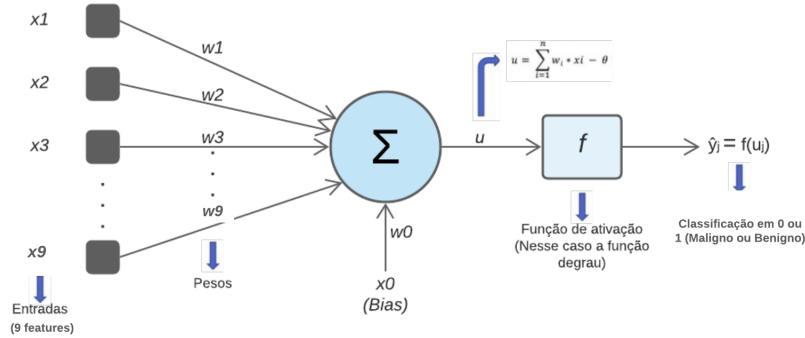 x1
x2
x3
x9
Entradas
(9 features)
w1
w2
w3
w9
Pesos
Σ
w0
x0
(Bias)
u
u = ∑ⁿᵢ₌₁ wᵢ * xi − θ
f
Função de ativação
(Nesse caso a função
degrau)
ŷⱼ = f(uⱼ)
Classificação em 0 ou
1 (Maligno ou Benigno)